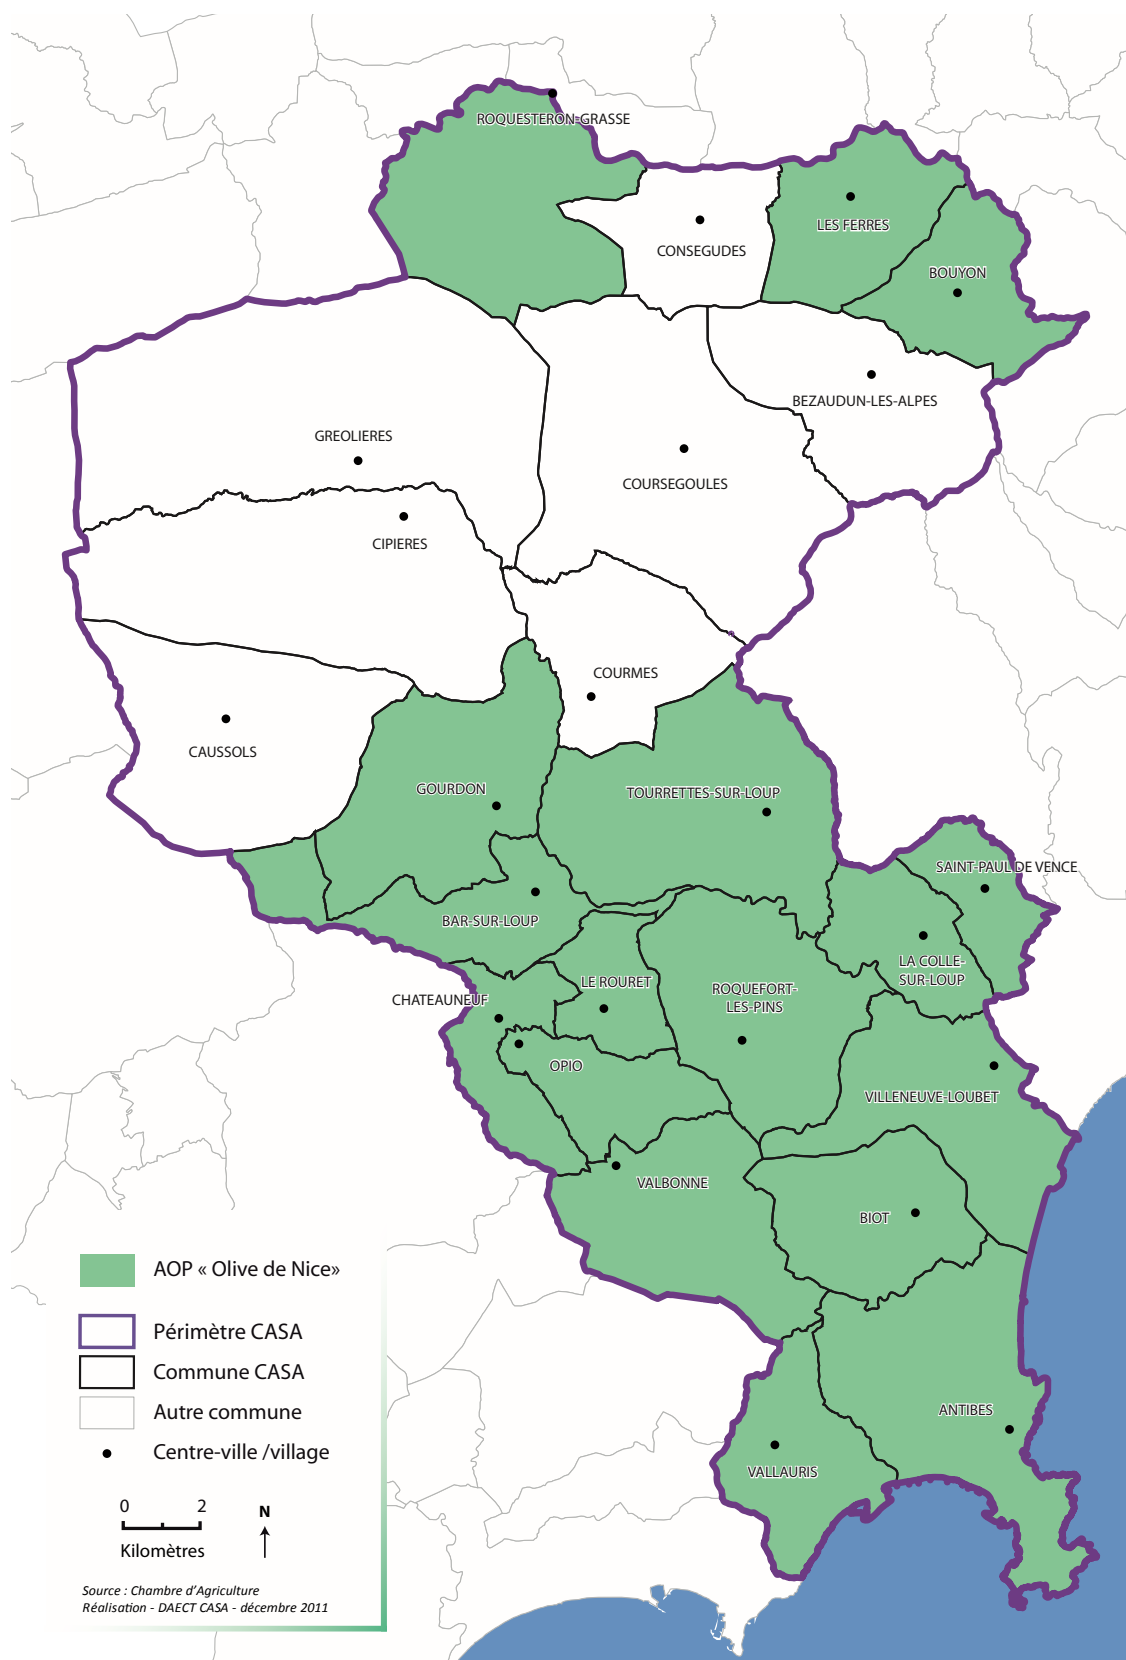 ROQUESTERON-GRASSE
LES FERRES
CONSEGUDES
BOUYON
BEZAUDUN-LES-ALPES
GREOLIERES
COURSEGOULES
CIPIERES
COURMES
CAUSSOLS
GOURDON
TOURRETTES-SUR-LOUP
SAINT-PAUL DE VENCE
BAR-SUR-LOUP
LA COLLE-
SUR-LOUP
LE ROURET
ROQUEFORT-
LES-PINS
CHATEAUNEUF
OPIO
VILLENEUVE-LOUBET
VALBONNE
BIOT
ANTIBES
VALLAURIS
AOP « Olive de Nice»
Périmètre CASA
Commune CASA
Autre commune
Centre-ville /village
0 2
N
Kilomètres
Source : Chambre d'Agriculture
Réalisation - DAECT CASA - décembre 2011